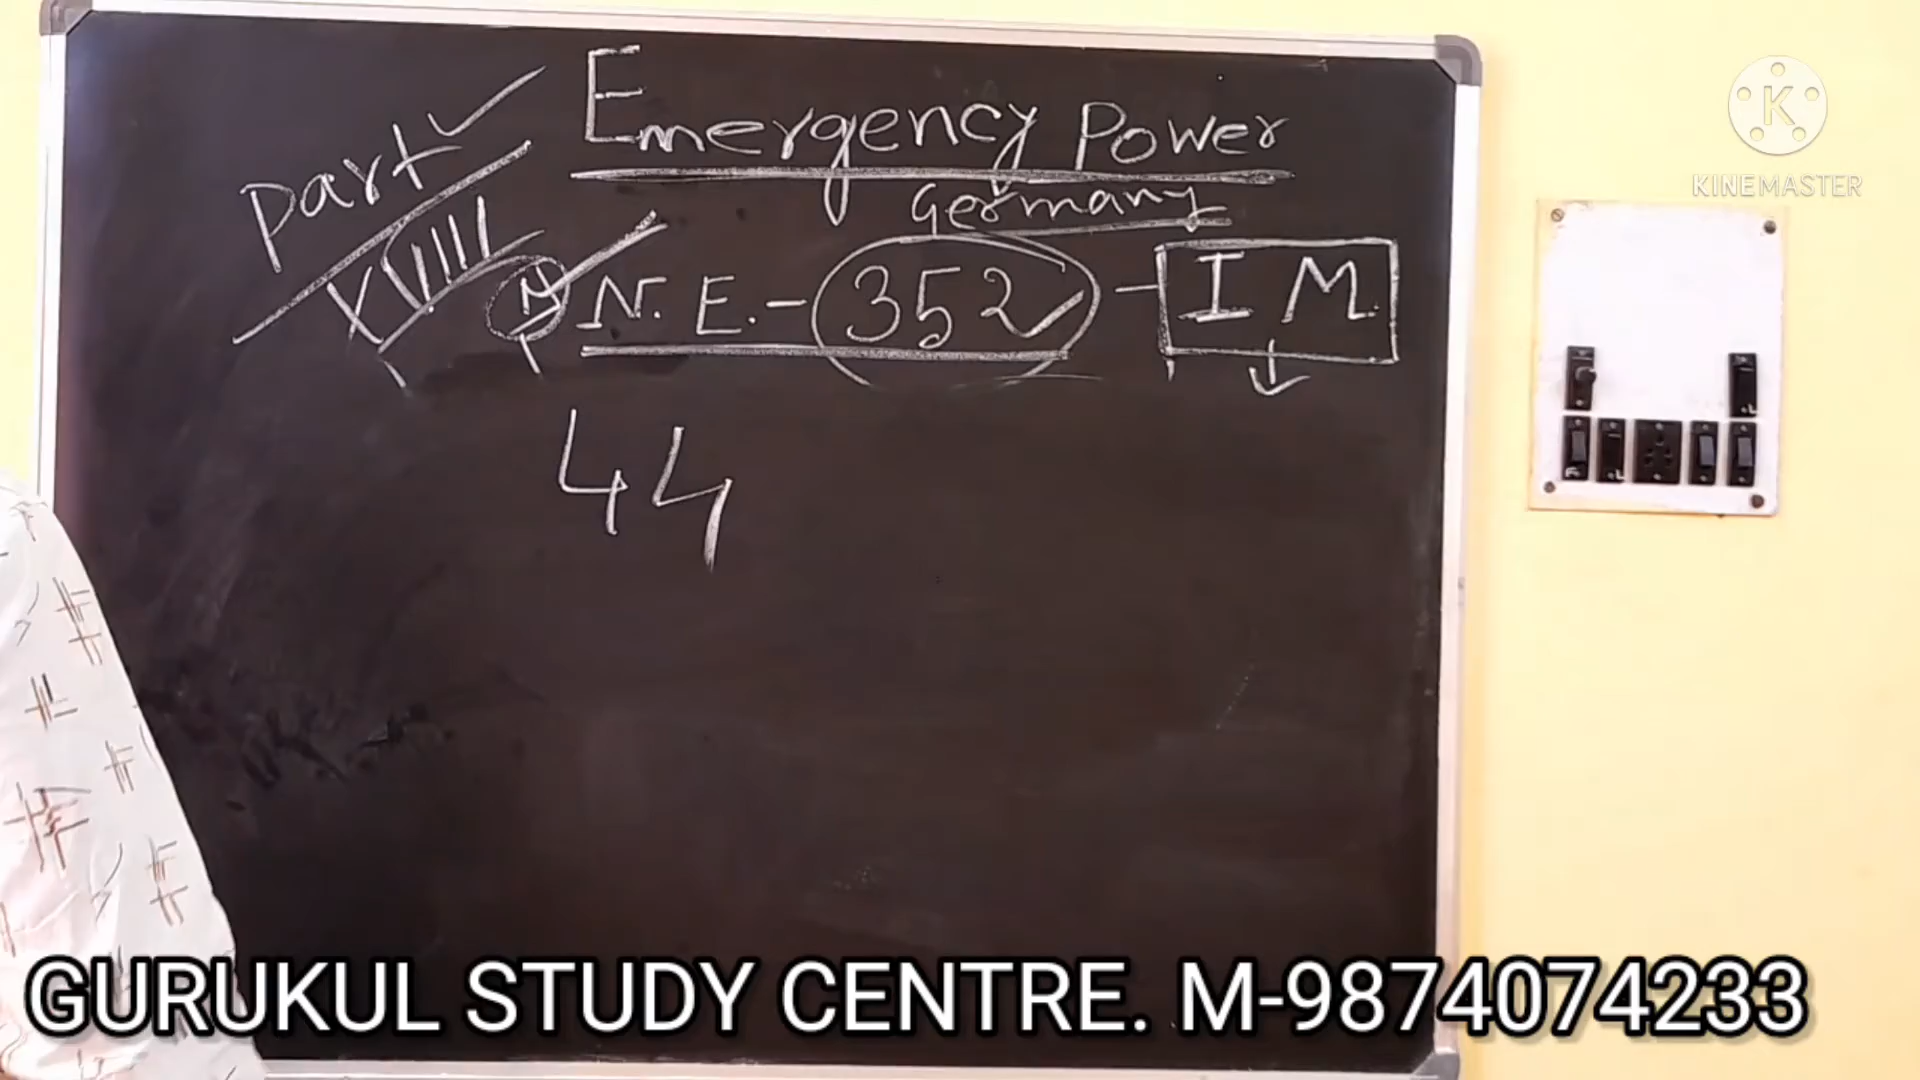 Emergency Power
Part
Germany
XVIII
N. E. - 352 - I M
44
K
KINEMASTER
GURUKUL STUDY CENTRE. M-9874074233